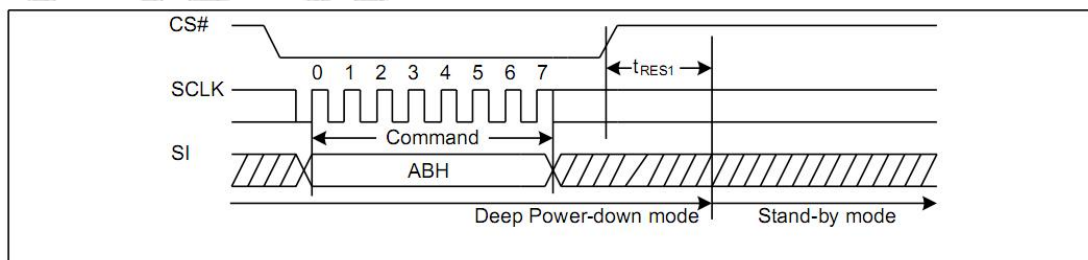 CS#
tRES1
0 1 2 3 4 5 6 7
SCLK
Command
SI
ABH
Deep Power-down mode Stand-by mode